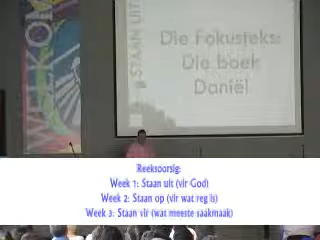 WELKOM
STAAN UIT
Die Fokusteks:
Die boek
Daniël
Reeksoorsig:
Week 1: Staan uit (vir God)
Week 2: Staan op (vir wat reg is)
Week 3: Staan vir (wat meeste saakmaak)